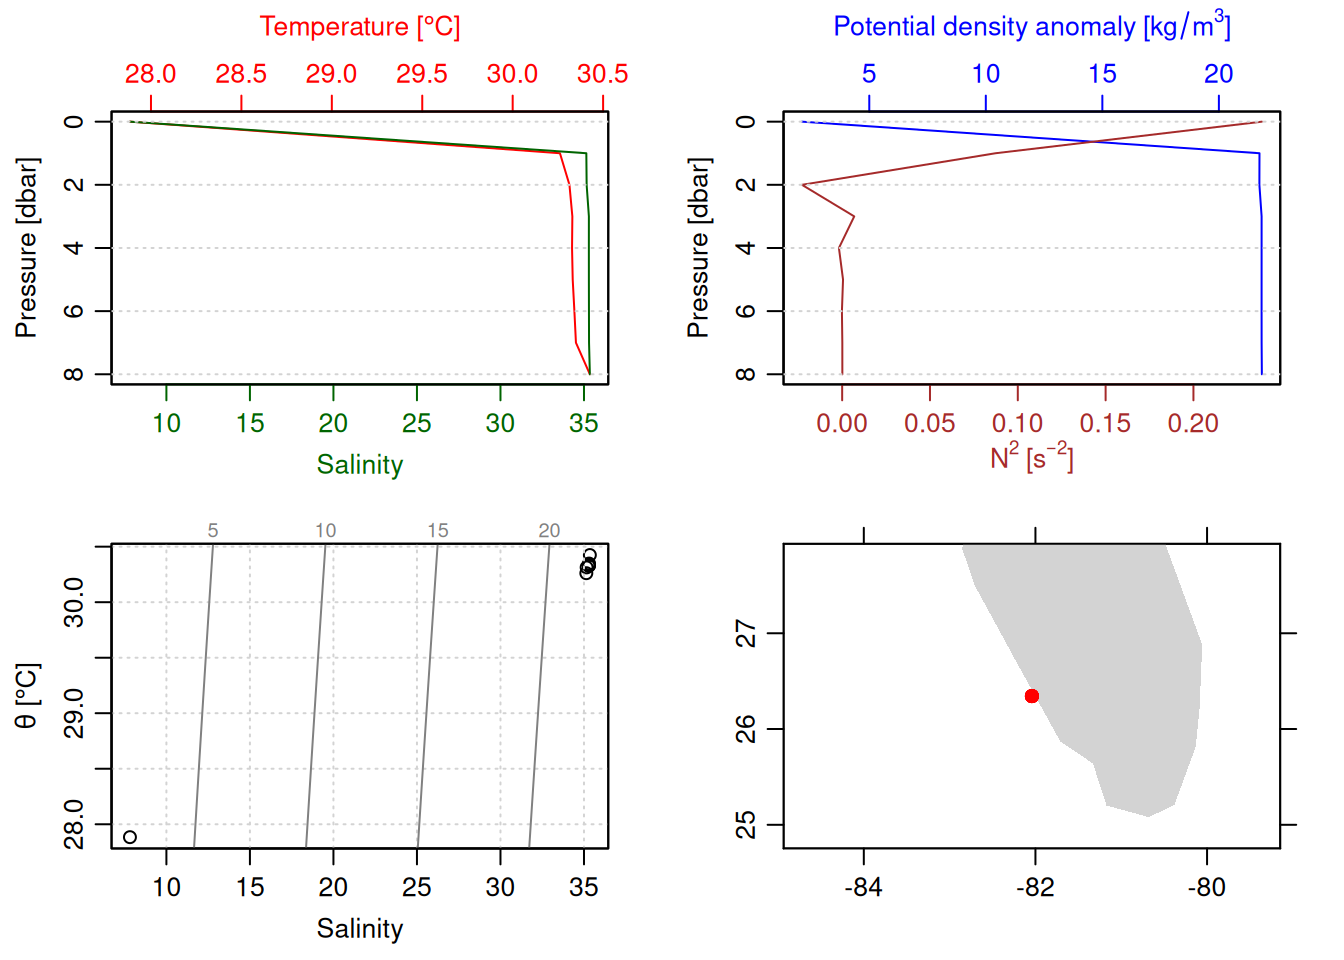 Temperature [°C]
28.0 28.5 29.0 29.5 30.0 30.5
Pressure [dbar]
0
2
4
6
8
10 15 20 25 30 35
Salinity
Potential density anomaly [kg/m³]
5 10 15 20
Pressure [dbar]
0
2
4
6
8
0.00 0.05 0.10 0.15 0.20
N² [s⁻²]
5 10 15 20
θ [°C]
30.0
29.0
28.0
10 15 20 25 30 35
Salinity
27
26
25
-84 -82 -80